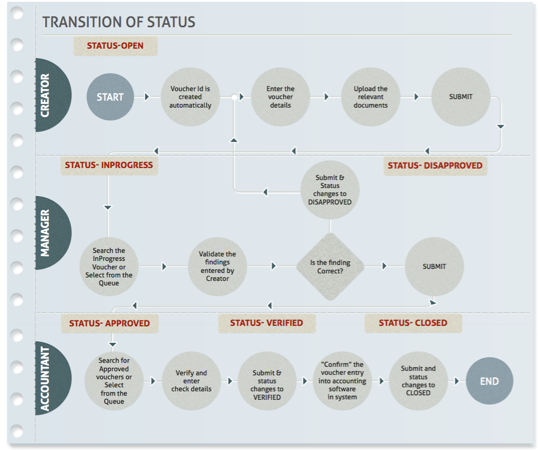 TRANSITION OF STATUS
STATUS-OPEN
CREATOR
START
Voucher Id is
created
automatically
Enter the
voucher
details
Upload the
relevant
documents
SUBMIT
STATUS- INPROGRESS
STATUS- DISAPPROVED
Submit &
Status
changes to
DISAPPROVED
MANAGER
Search the
InProgress
Voucher or
Select from the
Queue
Validate the
findings
entered by
Creator
Is the finding
Correct?
SUBMIT
STATUS- APPROVED
STATUS- VERIFIED
STATUS- CLOSED
ACCOUNTANT
Search for
Approved
vouchers or
Select
from the
Queue
Verify and
enter
check details
Submit &
status
changes to
VERIFIED
"Confirm" the
voucher entry
into accounting
software
in system
Submit and
status
changes to
CLOSED
END